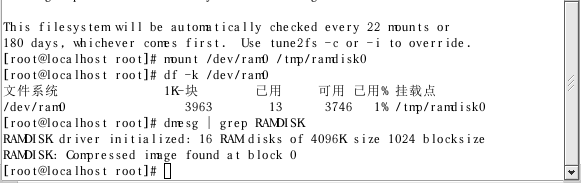 This filesystem will be automatically checked every 22 mounts or
180 days, whichever comes first.  Use tune2fs -c or -i to override.
[root@localhost root]# mount /dev/ram0 /tmp/ramdisk0
[root@localhost root]# df -k /dev/ram0
文件系统 1K-块 已用 可用 已用% 挂载点
/dev/ram0 3963 13 3746 1% /tmp/ramdisk0
[root@localhost root]# dmesg | grep RAMDISK
RAMDISK driver initialized: 16 RAM disks of 4096K size 1024 blocksize
RAMDISK: Compressed image found at block 0
[root@localhost root]#